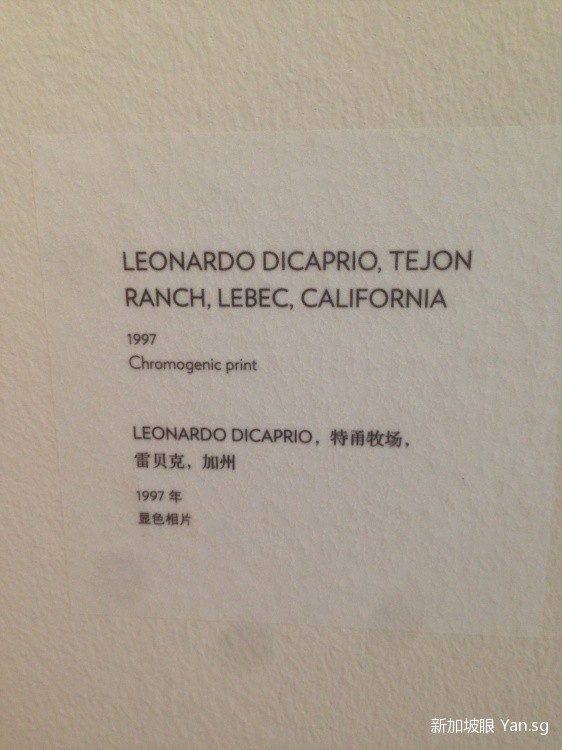 LEONARDO DICAPRIO, TEJON
RANCH, LEBEC, CALIFORNIA
1997
Chromogenic print
LEONARDO DICAPRIO，特甬牧场，
雷贝克，加州
1997 年
显色相片
新加坡眼 Yan.sg